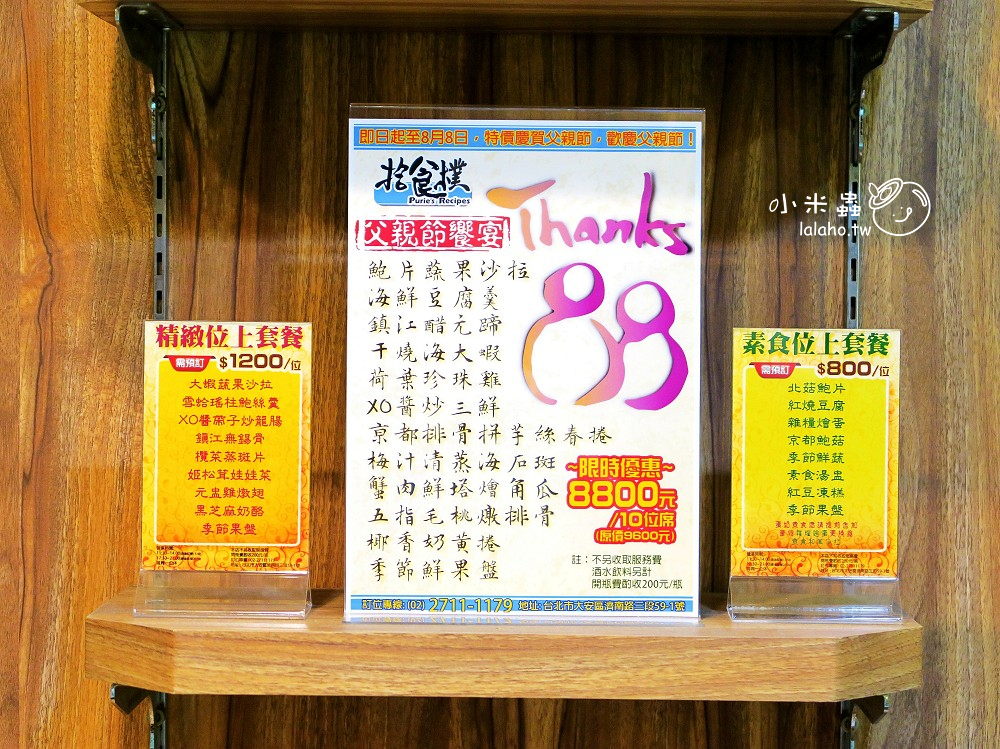 即日起至8月8日，特價慶賀父親節，歡慶父親節！
拾食樸
Purie's Recipes
Thanks
父親節饗宴
88
鮑片蔬果沙拉
海鮮豆腐羹
鎮江醋元蹄
干燒海大蝦
荷葉珍珠雞
XO醬炒三鮮
京都排骨拼芋絲春捲
梅汁清蒸海石斑
蟹肉鮮塔燴角瓜
五指毛桃燉排骨
椰香奶黃捲
季節鮮果盤
~限時優惠~
8800元
/10位席
(原價9600元)
註：不另收取服務費
酒水飲料另計
開瓶費酌收200元/瓶
訂位專線: (02) 2711-1179 地址: 台北市大安區濟南路三段59-1號
精緻位上套餐
需預訂 $1200/位
大蝦蔬果沙拉
雪蛤瑤柱鮑絲羹
XO醬帶子炒龍腸
鎮江無錫骨
欖菜蒸斑片
姬松茸娃娃菜
元盅雞燉翅
黑芝麻奶酪
季節果盤
素食位上套餐
需預訂 $800/位
北菇鮑片
紅燒豆腐
雜糧燴香
京都鮑菇
季節鮮蔬
素食湯盅
紅豆凍糕
季節果盤
小米蟲
lalaho.tw